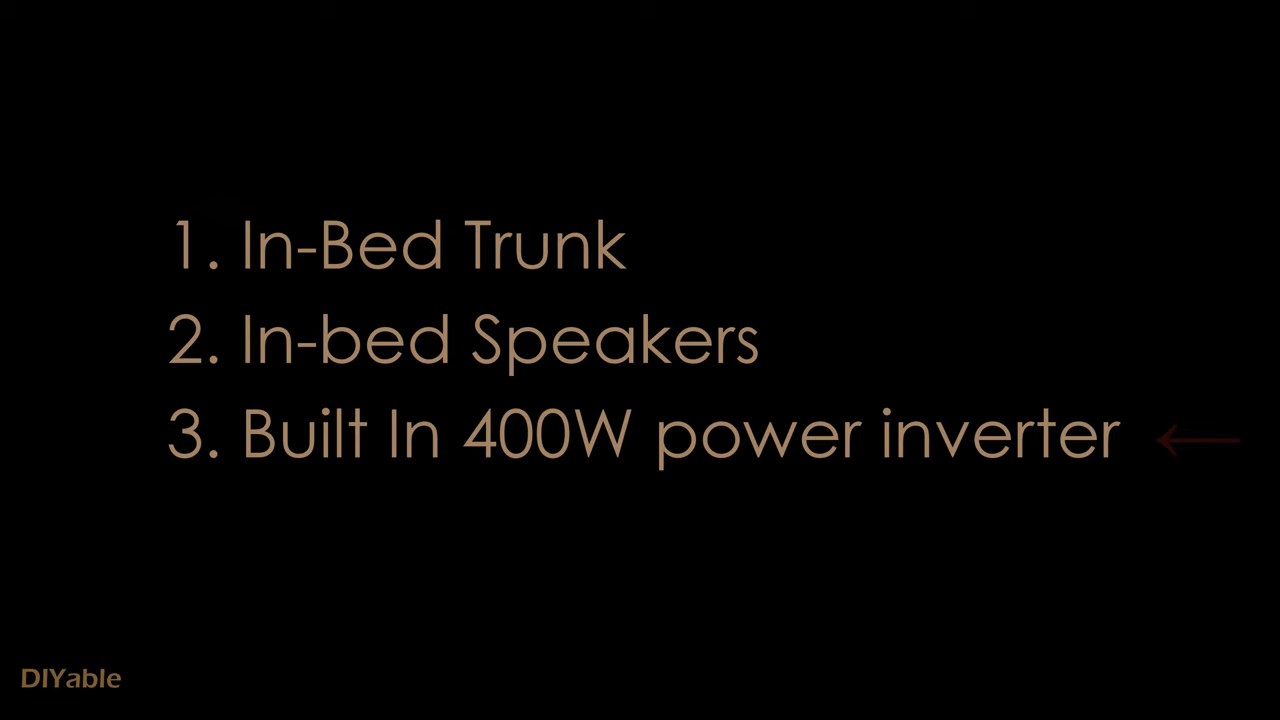 1. In-Bed Trunk
2. In-bed Speakers
3. Built In 400W power inverter ←
DIYable